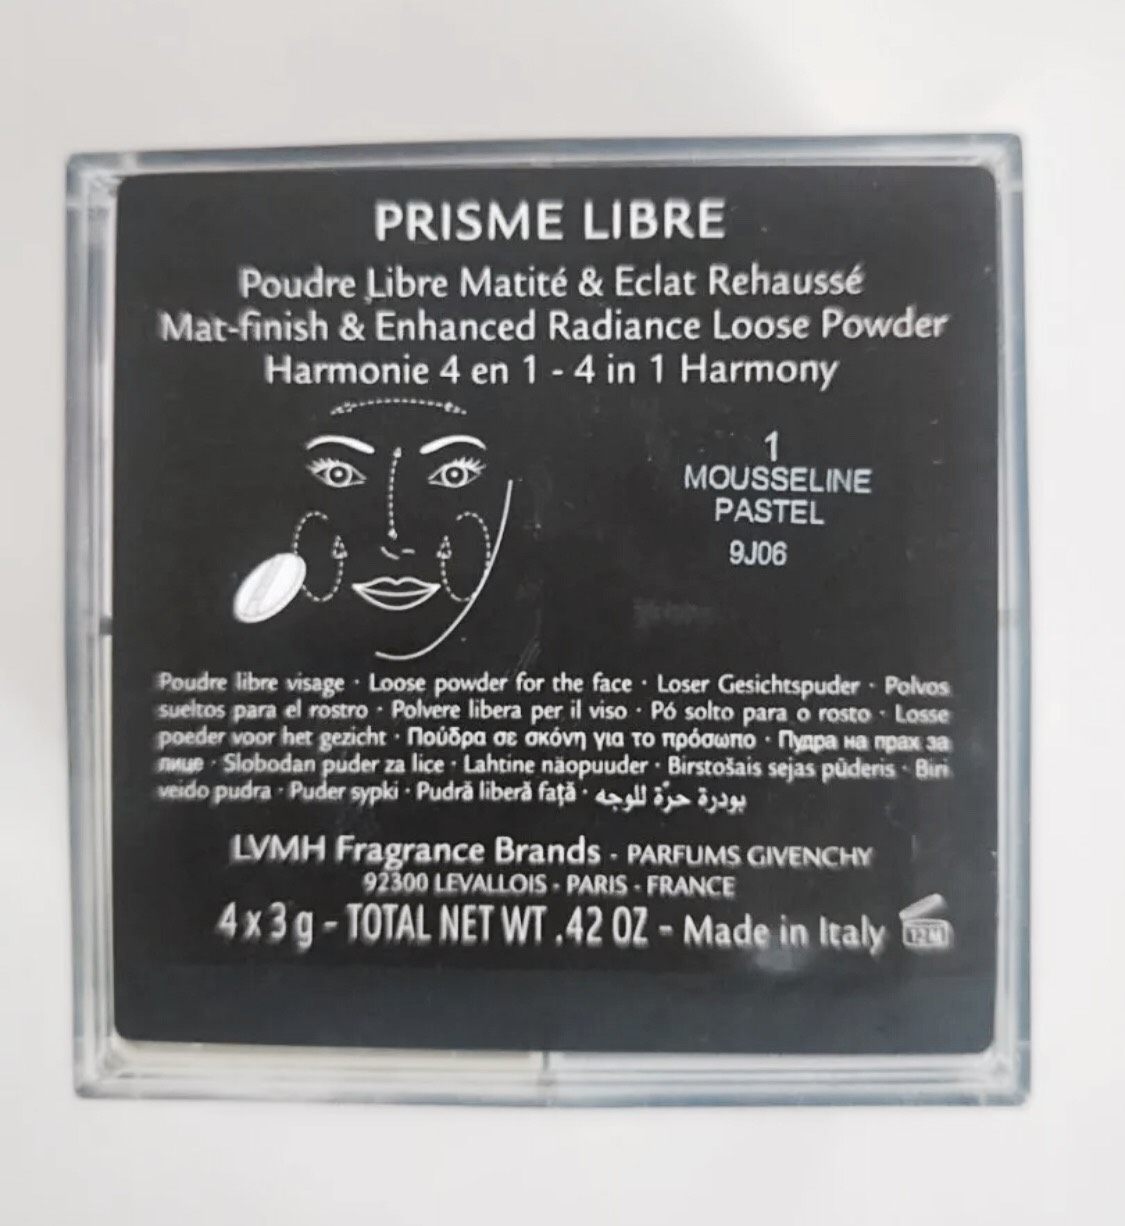 PRISME LIBRE
Poudre Libre Matité & Eclat Rehaussé
Mat-finish & Enhanced Radiance Loose Powder
Harmonie 4 en 1 - 4 in 1 Harmony
1
MOUSSELINE
PASTEL
9J06
Poudre libre visage · Loose powder for the face · Loser Gesichtspuder · Polvos
sueltos para el rostro · Polvere libera per il viso · Pó solto para o rosto · Losse
poeder voor het gezicht · Πούδρα σε σκόνη για το πρόσωπο · Пудра на прах за
лице · Slobodan puder za lice · Lahtine näopuuder · Birstošais sejas pūderis · Biri
veido pudra · Puder sypki · Pudră liberă față · بودرة حرّة للوجه
LVMH Fragrance Brands - PARFUMS GIVENCHY
92300 LEVALLOIS - PARIS - FRANCE
4 x 3 g - TOTAL NET WT .42 OZ - Made in Italy
12M